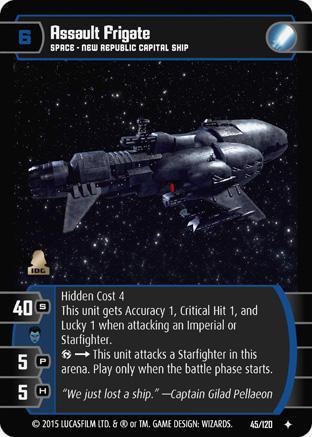 6
Assault Frigate
SPACE - NEW REPUBLIC CAPITAL SHIP
IDG
40 S
5 P
5 H
Hidden Cost 4
This unit gets Accuracy 1, Critical Hit 1, and
Lucky 1 when attacking an Imperial or
Starfighter.
This unit attacks a Starfighter in this
arena. Play only when the battle phase starts.
"We just lost a ship." —Captain Gilad Pellaeon
© 2015 LUCASFILM LTD. & ® or TM. GAME DESIGN: WIZARDS. 45/120